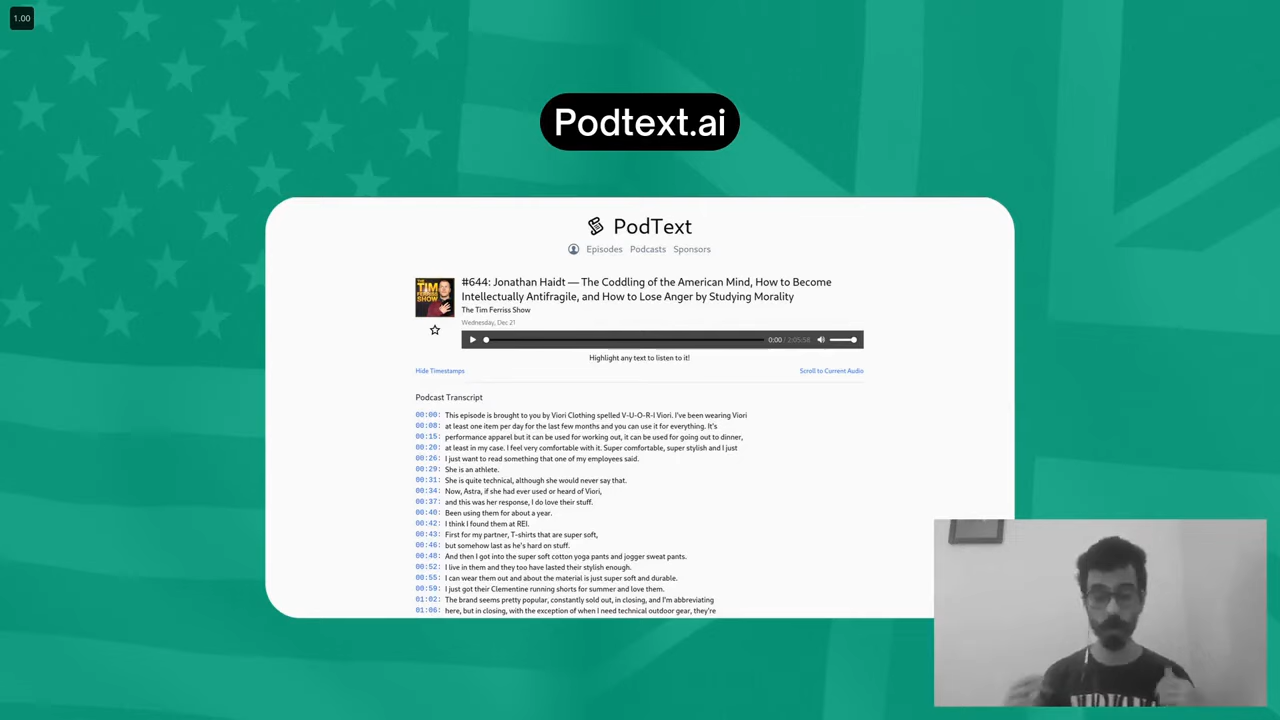 1.00
Podtext.ai
PodText
Episodes Podcasts Sponsors
#644: Jonathan Haidt — The Coddling of the American Mind, How to Become
Intellectually Antifragile, and How to Lose Anger by Studying Morality
THE TIM FERRISS SHOW
The Tim Ferriss Show
Wednesday, Dec 21
0:00 / 2:05:58
Highlight any text to listen to it!
Hide Timestamps Scroll to Current Audio
Podcast Transcript
00:00: This episode is brought to you by Viori Clothing spelled V-U-O-R-I Viori. I've been wearing Viori
00:08: at least one item per day for the last few months and you can use it for everything. It's
00:15: performance apparel but it can be used for working out, it can be used for going out to dinner,
00:20: at least in my case. I feel very comfortable with it. Super comfortable, super stylish and I just
00:26: I just want to read something that one of my employees said.
00:29: She is an athlete.
00:31: She is quite technical, although she would never say that.
00:34: Now, Astra, if she had ever used or heard of Viori,
00:37: and this was her response, I do love their stuff.
00:40: Been using them for about a year.
00:42: I think I found them at REI.
00:43: First for my partner, T-shirts that are super soft,
00:46: but somehow last as he's hard on stuff.
00:48: And then I got into the super soft cotton yoga pants and jogger sweat pants.
00:52: I live in them and they too have lasted their stylish enough.
00:55: I can wear them out and about the material is just super soft and durable.
00:59: I just got their Clementine running shorts for summer and love them.
01:02: The brand seems pretty popular, constantly sold out, in closing, and I'm abbreviating
01:06: here, but in closing, with the exception of when I need technical outdoor gear, they're